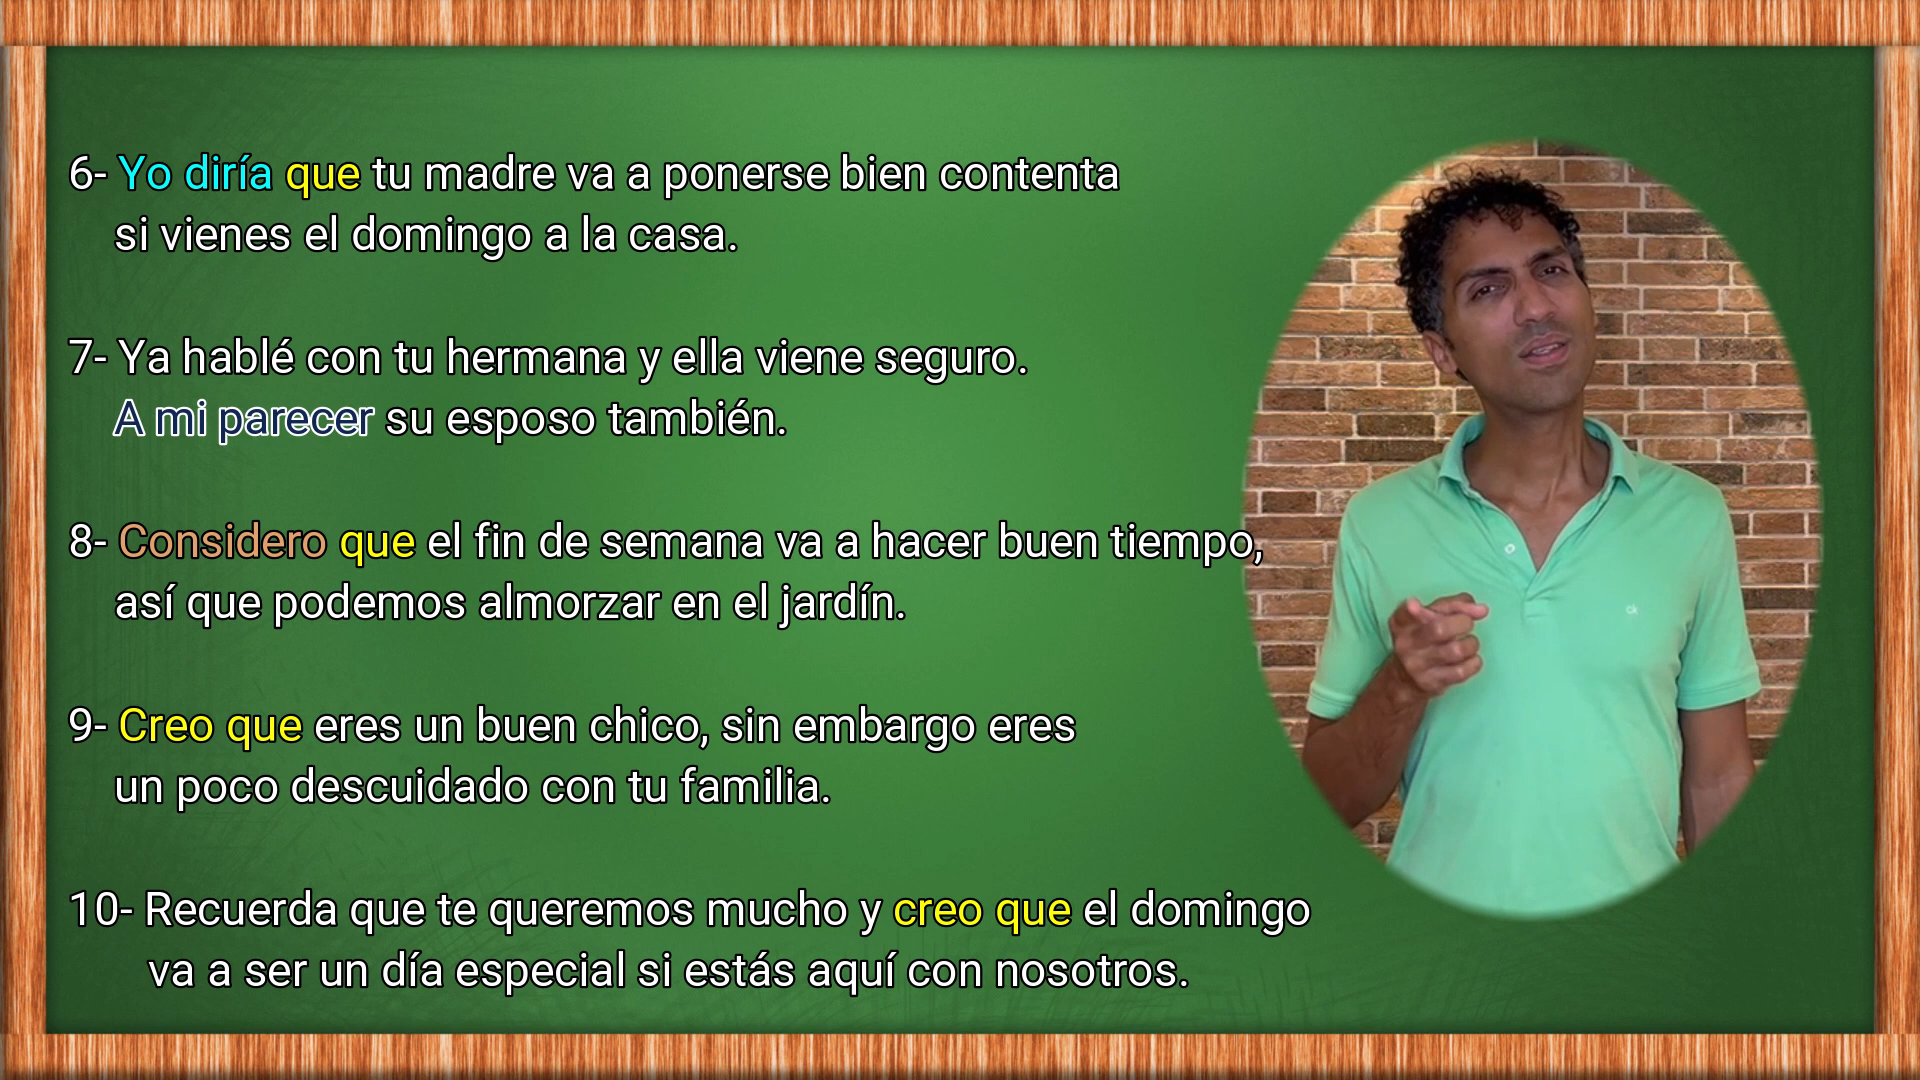 6- Yo diría que tu madre va a ponerse bien contenta
si vienes el domingo a la casa.
7- Ya hablé con tu hermana y ella viene seguro.
A mi parecer su esposo también.
8- Considero que el fin de semana va a hacer buen tiempo,
así que podemos almorzar en el jardín.
9- Creo que eres un buen chico, sin embargo eres
un poco descuidado con tu familia.
10- Recuerda que te queremos mucho y creo que el domingo
va a ser un día especial si estás aquí con nosotros.
ck